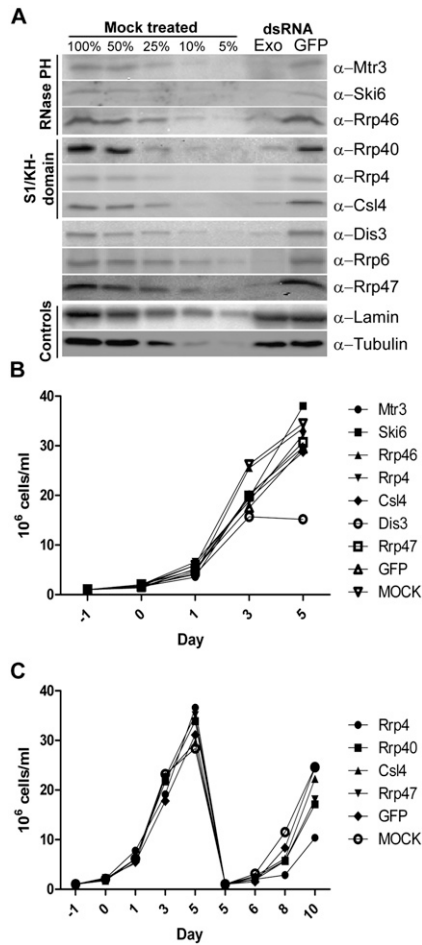 A
Mock treated
dsRNA
100% 50% 25% 10% 5% Exo GFP
RNase PH
α–Mtr3
α–Ski6
α–Rrp46
S1/KH-domain
α–Rrp40
α–Rrp4
α–Csl4
α–Dis3
α–Rrp6
α–Rrp47
Controls
α–Lamin
α–Tubulin
B
40
30
20
10
0
10⁶ cells/ml
-1 0 1 3 5
Day
Mtr3
Ski6
Rrp46
Rrp4
Csl4
Dis3
Rrp47
GFP
MOCK
C
40
30
20
10
0
10⁶ cells/ml
-1 0 1 3 5 5 6 8 10
Day
Rrp4
Rrp40
Csl4
Rrp47
GFP
MOCK